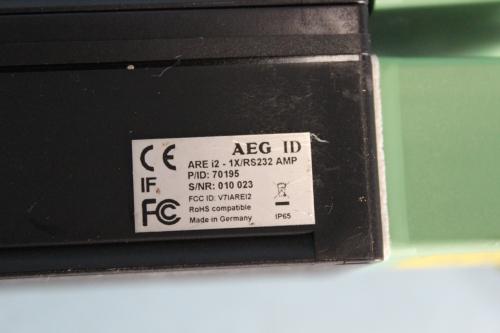 CE
AEG ID
ARE i2 - 1X/RS232 AMP
IF
P/ID: 70195
S/NR: 010 023
FC
FCC ID: V7IAREI2
RoHS compatible
Made in Germany
IP65